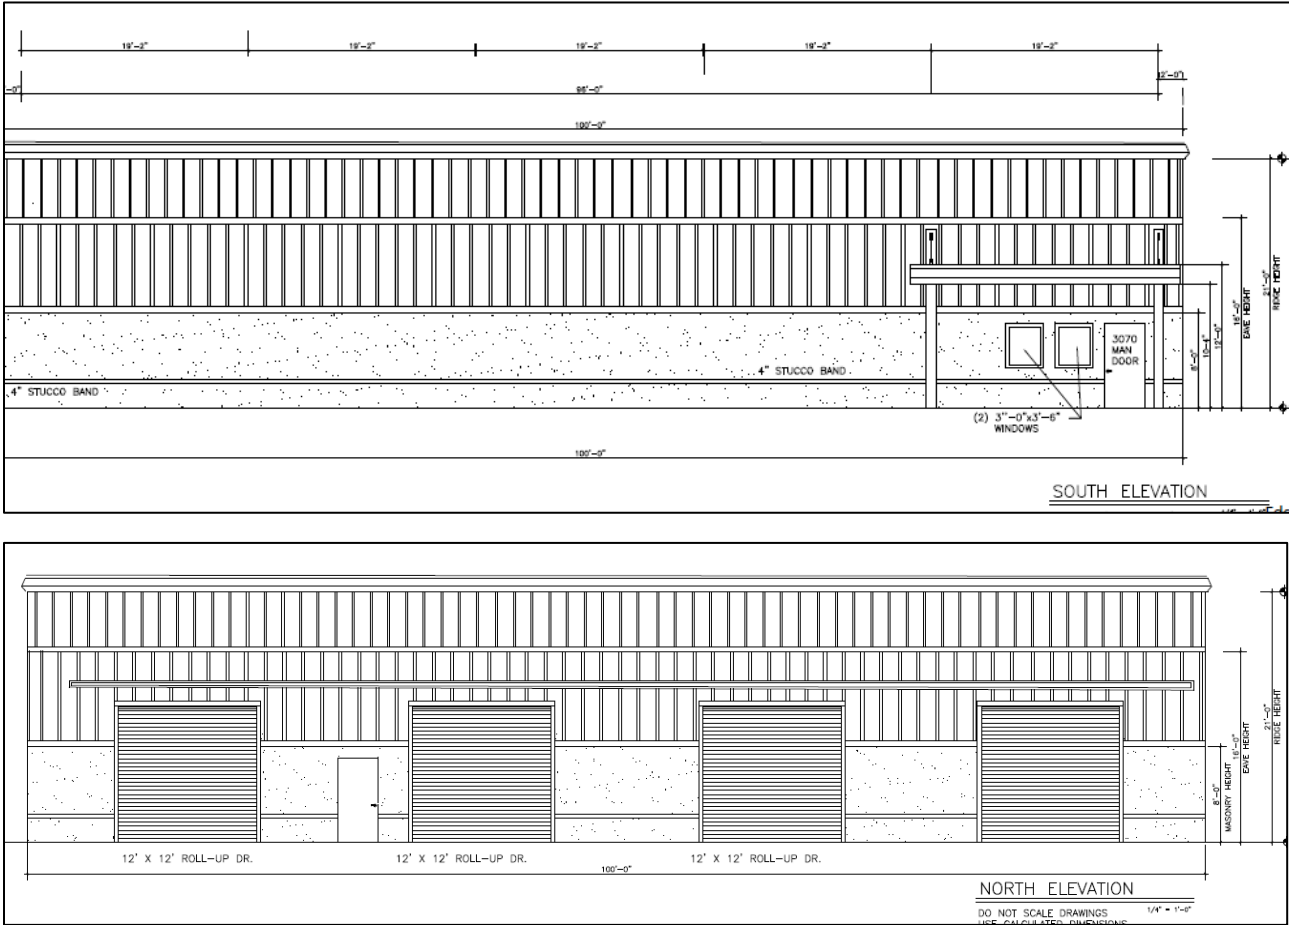 19'-2" 19'-2" 19'-2" 19'-2" 19'-2"
2'-0"
-0" 96'-0"
100'-0"
21'-0"
RIDGE HEIGHT
16'-0"
EAVE HEIGHT
12'-0"
10'-4"
8'-0"
3070
MAN
DOOR
4" STUCCO BAND
4" STUCCO BAND
(2) 3"-0"x3'-6"
WINDOWS
100'-0"
SOUTH ELEVATION
21'-0"
RIDGE HEIGHT
16'-0"
EAVE HEIGHT
8'-0"
MASONRY HEIGHT
12' X 12' ROLL-UP DR. 12' X 12' ROLL-UP DR. 12' X 12' ROLL-UP DR.
100'-0"
NORTH ELEVATION
1/4" = 1'-0"
DO NOT SCALE DRAWINGS
USE CALCULATED DIMENSIONS